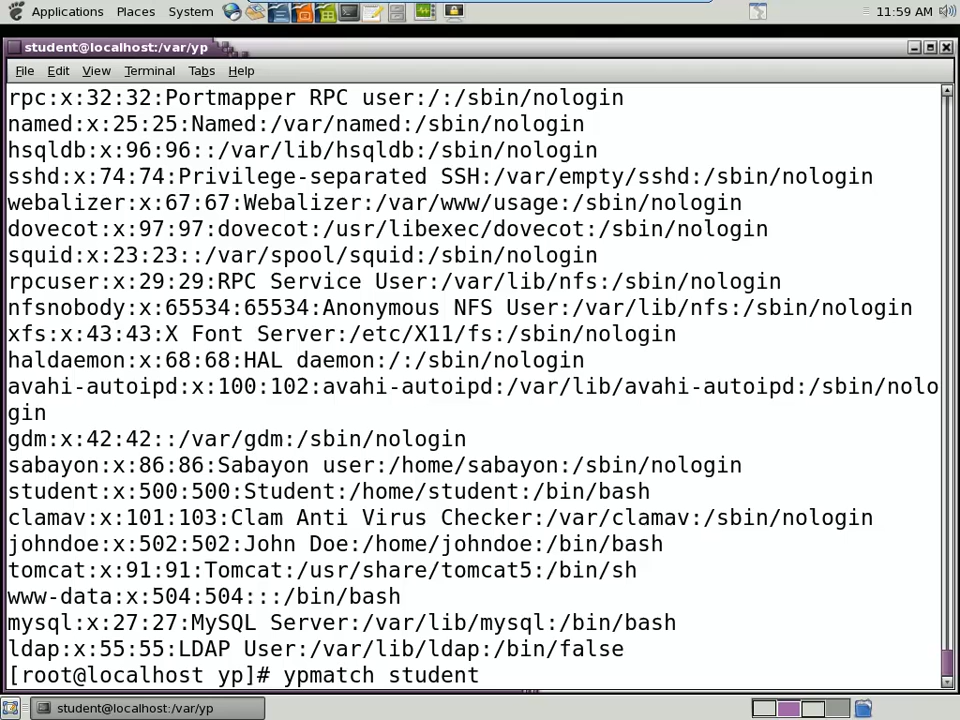 Applications Places System 11:59 AM
student@localhost:/var/yp
File Edit View Terminal Tabs Help
rpc:x:32:32:Portmapper RPC user:/:/sbin/nologin
named:x:25:25:Named:/var/named:/sbin/nologin
hsqldb:x:96:96::/var/lib/hsqldb:/sbin/nologin
sshd:x:74:74:Privilege-separated SSH:/var/empty/sshd:/sbin/nologin
webalizer:x:67:67:Webalizer:/var/www/usage:/sbin/nologin
dovecot:x:97:97:dovecot:/usr/libexec/dovecot:/sbin/nologin
squid:x:23:23::/var/spool/squid:/sbin/nologin
rpcuser:x:29:29:RPC Service User:/var/lib/nfs:/sbin/nologin
nfsnobody:x:65534:65534:Anonymous NFS User:/var/lib/nfs:/sbin/nologin
xfs:x:43:43:X Font Server:/etc/X11/fs:/sbin/nologin
haldaemon:x:68:68:HAL daemon:/:/sbin/nologin
avahi-autoipd:x:100:102:avahi-autoipd:/var/lib/avahi-autoipd:/sbin/nolo
gin
gdm:x:42:42::/var/gdm:/sbin/nologin
sabayon:x:86:86:Sabayon user:/home/sabayon:/sbin/nologin
student:x:500:500:Student:/home/student:/bin/bash
clamav:x:101:103:Clam Anti Virus Checker:/var/clamav:/sbin/nologin
johndoe:x:502:502:John Doe:/home/johndoe:/bin/bash
tomcat:x:91:91:Tomcat:/usr/share/tomcat5:/bin/sh
www-data:x:504:504:::/bin/bash
mysql:x:27:27:MySQL Server:/var/lib/mysql:/bin/bash
ldap:x:55:55:LDAP User:/var/lib/ldap:/bin/false
[root@localhost yp]# ypmatch student
student@localhost:/var/yp